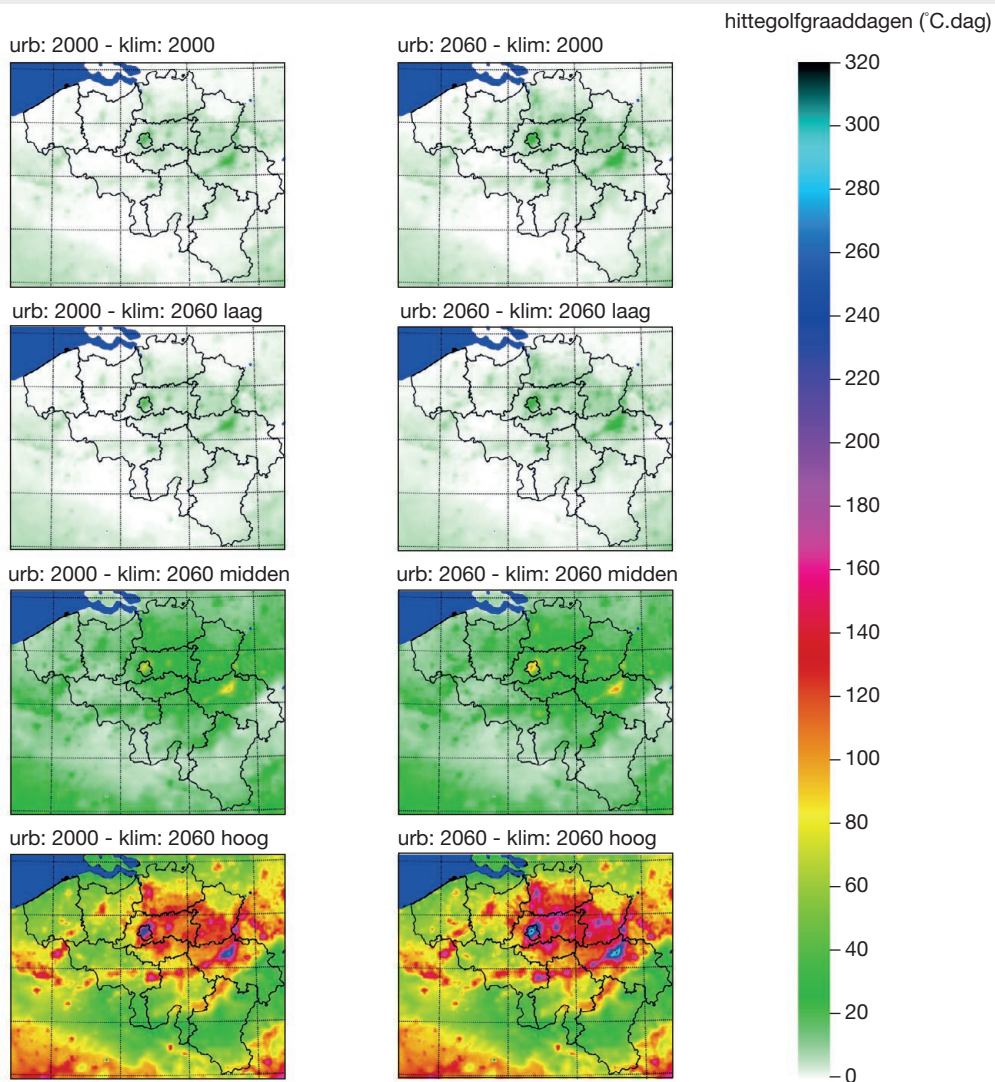 hittegolfgraaddagen (°C.dag)
urb: 2000 - klim: 2000
urb: 2060 - klim: 2000
urb: 2000 - klim: 2060 laag
urb: 2060 - klim: 2060 laag
urb: 2000 - klim: 2060 midden
urb: 2060 - klim: 2060 midden
urb: 2000 - klim: 2060 hoog
urb: 2060 - klim: 2060 hoog
320
300
280
260
240
220
200
180
160
140
120
100
80
60
40
20
0